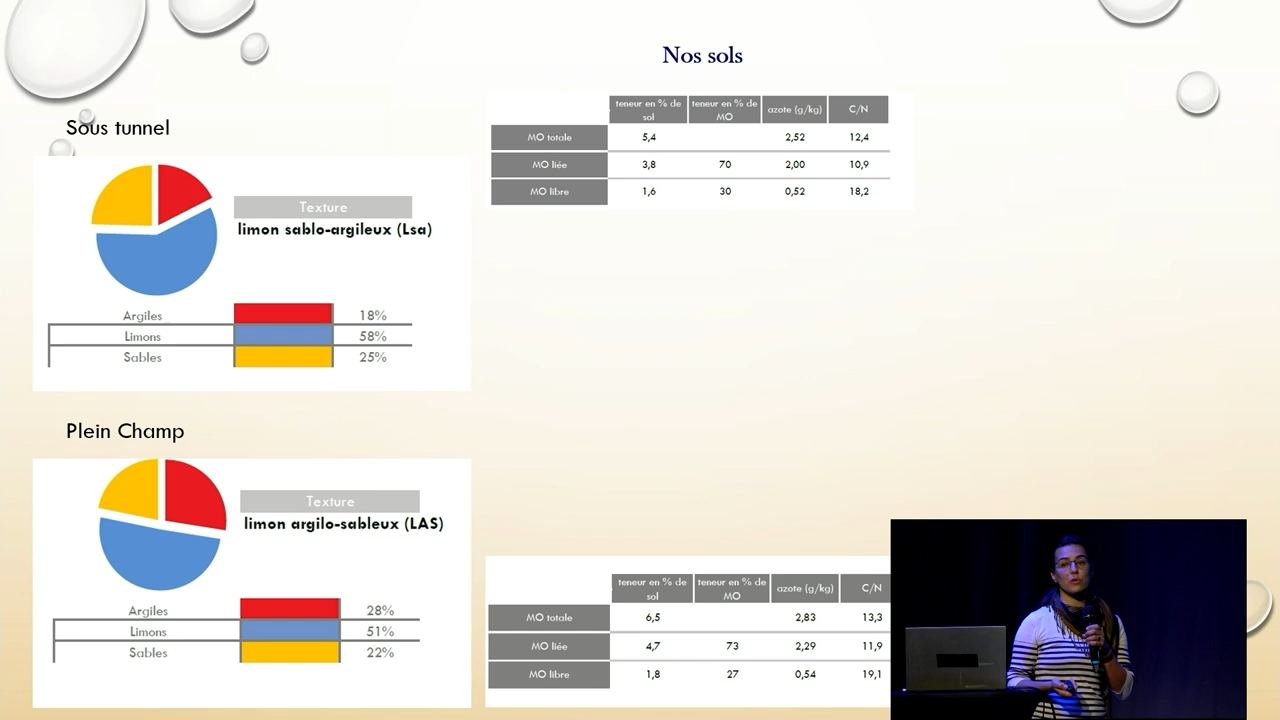 Nos sols
Sous tunnel
Texture
limon sablo-argileux (Lsa)
Argiles 18%
Limons 58%
Sables 25%
teneur en % de sol teneur en % de MO azote (g/kg) C/N
MO totale 5,4 2,52 12,4
MO liée 3,8 70 2,00 10,9
MO libre 1,6 30 0,52 18,2
Plein Champ
Texture
limon argilo-sableux (LAS)
Argiles 28%
Limons 51%
Sables 22%
teneur en % de sol teneur en % de MO azote (g/kg) C/N
MO totale 6,5 2,83 13,3
MO liée 4,7 73 2,29 11,9
MO libre 1,8 27 0,54 19,1